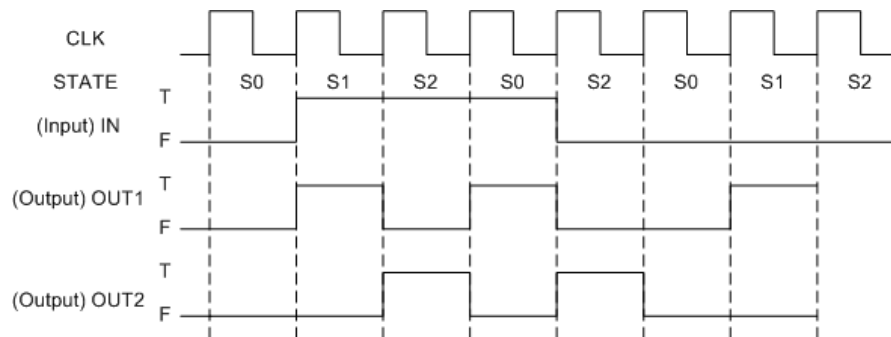 CLK
STATE S0 S1 S2 S0 S2 S0 S1 S2
T
(Input) IN
F
T
(Output) OUT1
F
T
(Output) OUT2
F